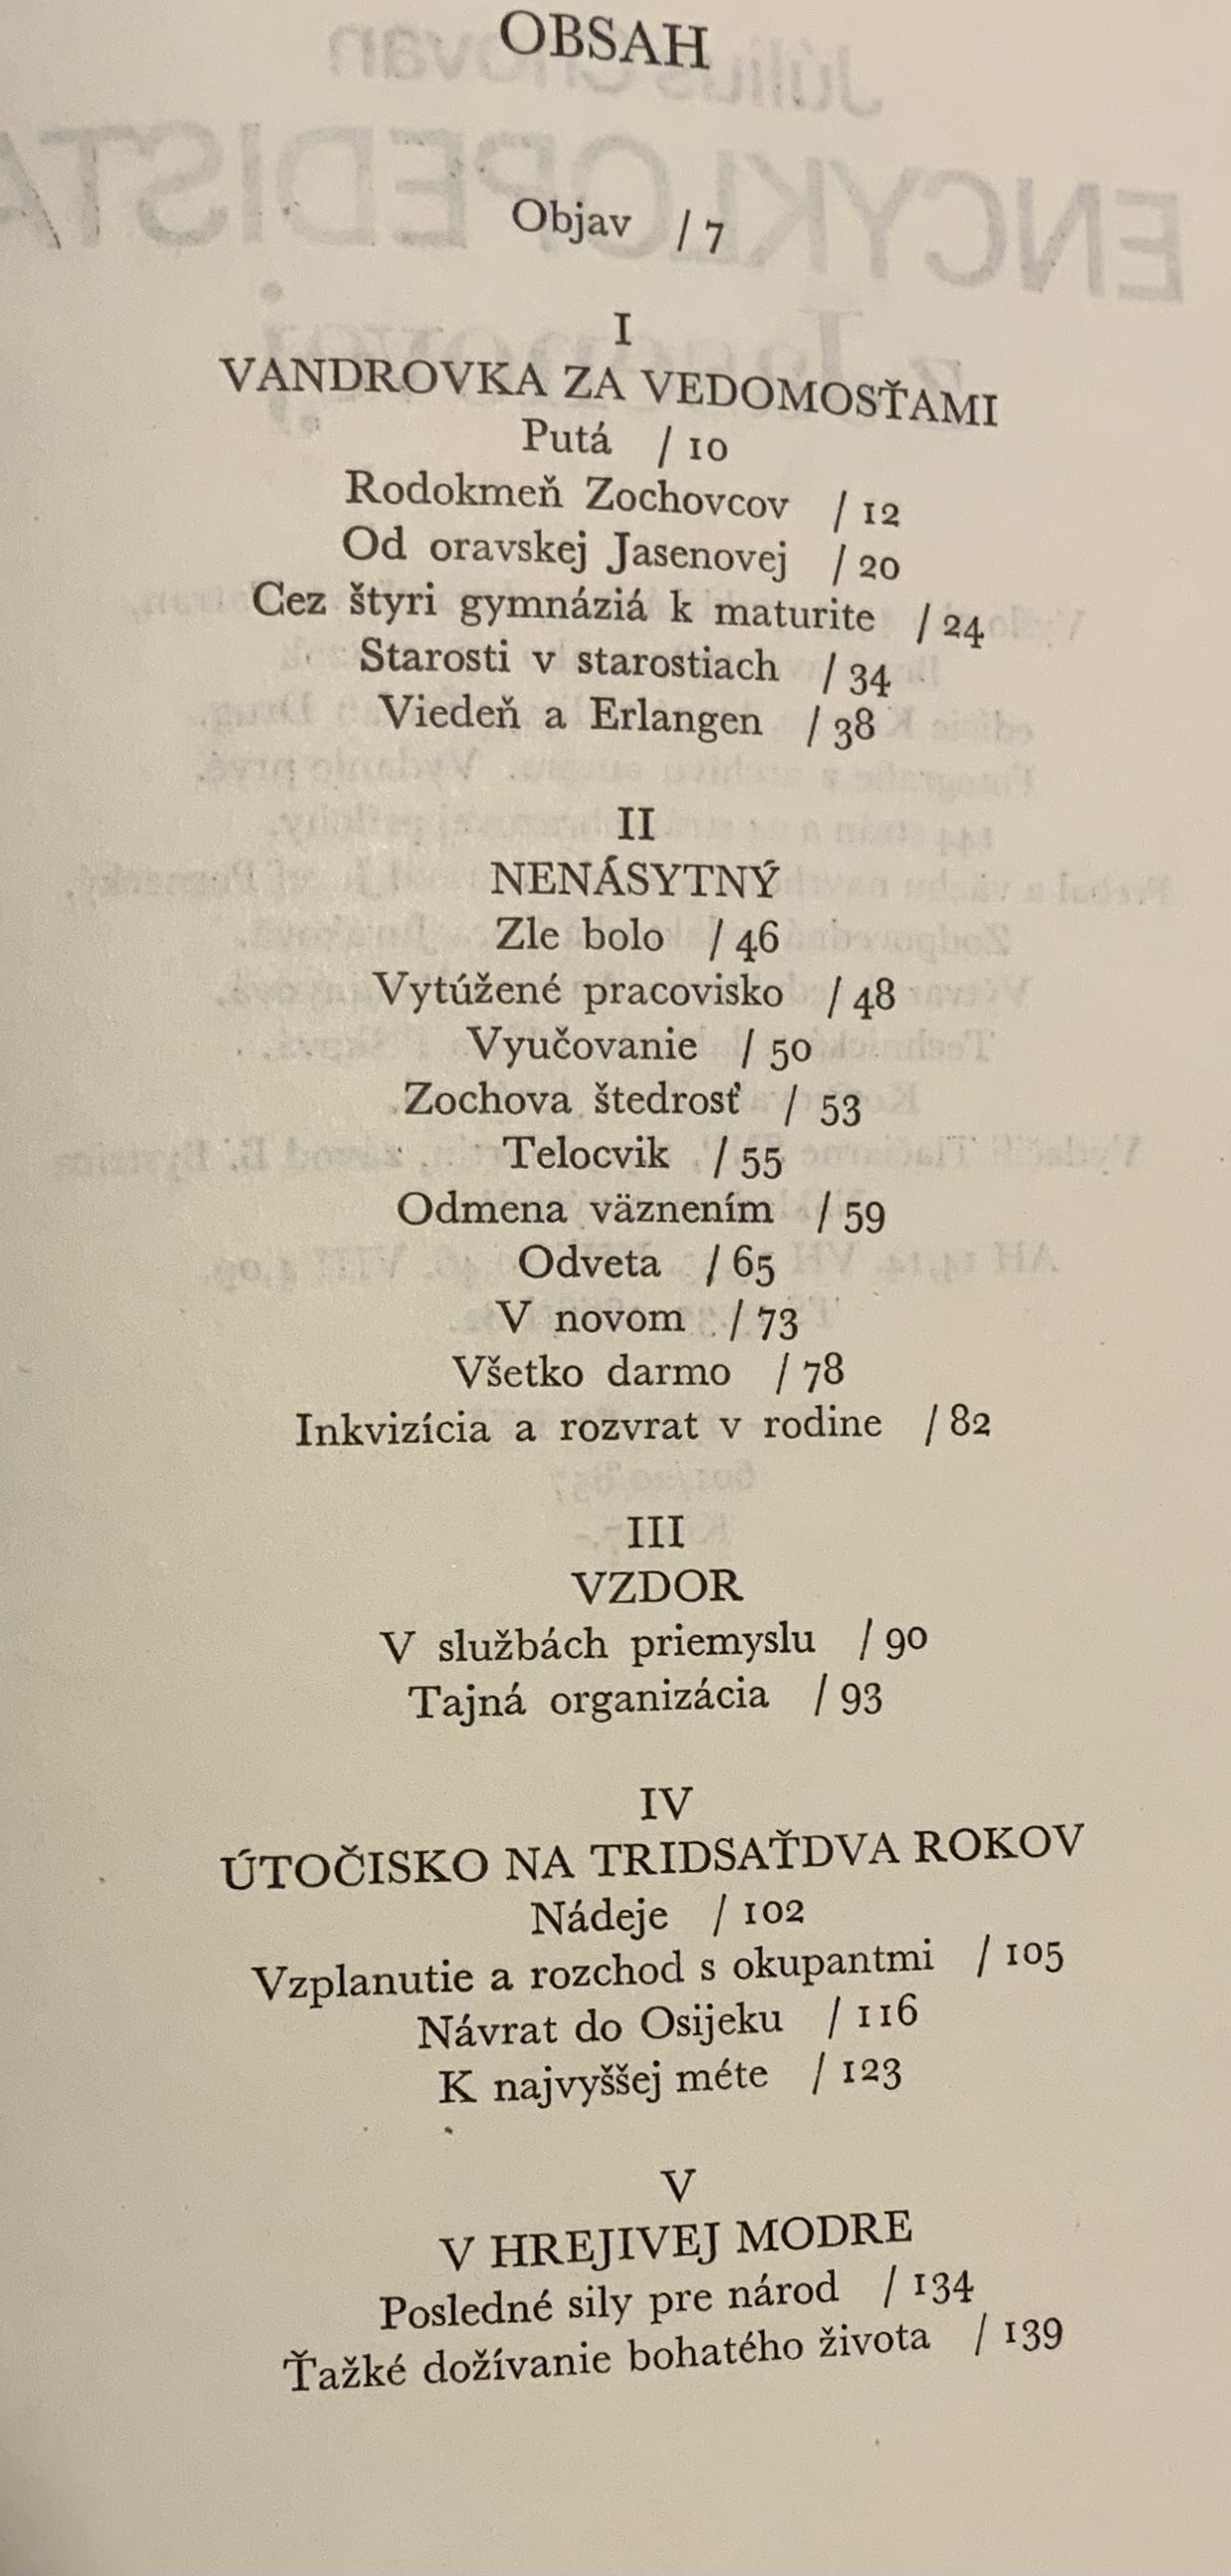 OBSAH
Objav / 7
I
VANDROVKA ZA VEDOMOSŤAMI
Putá / 10
Rodokmeň Zochovcov / 12
Od oravskej Jasenovej / 20
Cez štyri gymnáziá k maturite / 24
Starosti v starostiach / 34
Viedeň a Erlangen / 38
II
NENÁSYTNÝ
Zle bolo / 46
Vytúžené pracovisko / 48
Vyučovanie / 50
Zochova štedrosť / 53
Telocvik / 55
Odmena väznením / 59
Odveta / 65
V novom / 73
Všetko darmo / 78
Inkvizícia a rozvrat v rodine / 82
III
VZDOR
V službách priemyslu / 90
Tajná organizácia / 93
IV
ÚTOČISKO NA TRIDSAŤDVA ROKOV
Nádeje / 102
Vzplanutie a rozchod s okupantmi / 105
Návrat do Osijeku / 116
K najvyššej méte / 123
V
V HREJIVEJ MODRE
Posledné sily pre národ / 134
Ťažké dožívanie bohatého života / 139